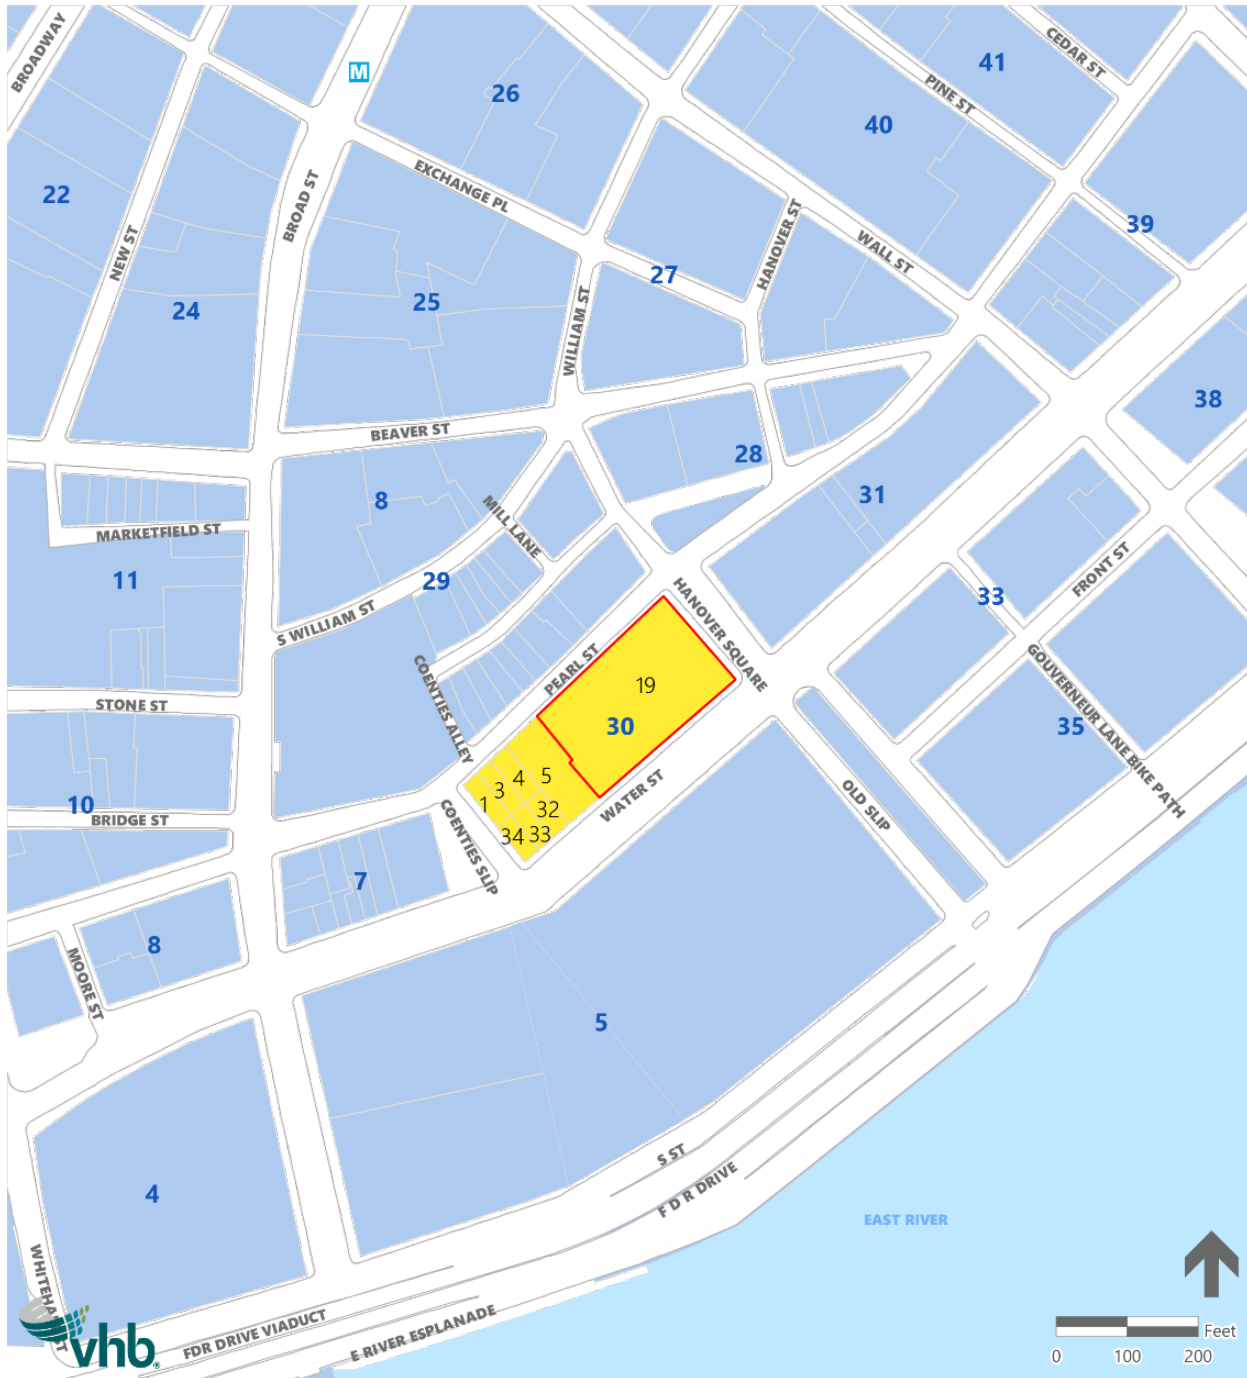 BROADWAY
M
CEDAR ST
41
26
PINE ST
40
EXCHANGE PL
22
BROAD ST
HANOVER ST
39
NEW ST
WALL ST
27
25
24
WILLIAM ST
38
BEAVER ST
28
8
31
MILL LANE
MARKETFIELD ST
FRONT ST
11
29
33
HANOVER SQUARE
S WILLIAM ST
PEARL ST
GOUVERNEUR LANE BIKE PATH
COENTIES ALLEY
19
STONE ST
30
35
4
5
3
WATER ST
OLD SLIP
1
32
10
BRIDGE ST
COENTIES SLIP
34
33
7
8
MOORE ST
5
S ST
4
F D R DRIVE
EAST RIVER
WHITEHALL ST
FDR DRIVE VIADUCT
E RIVER ESPLANADE
vhb
Feet
0 100 200